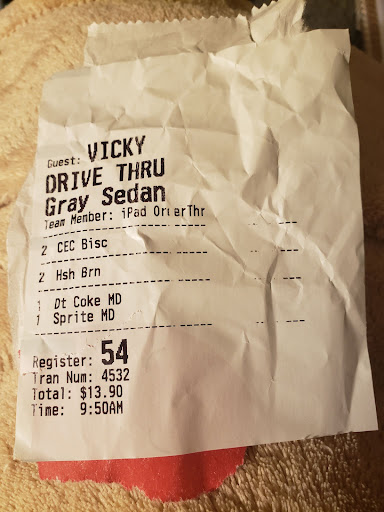 Guest: VICKY
DRIVE THRU
Gray Sedan
Team Member: iPad OrderThr
2 CEC Bisc
2 Hsh Brn
1 Dt Coke MD
1 Sprite MD
Register: 54
Tran Num: 4532
Total: $13.90
Time: 9:50AM